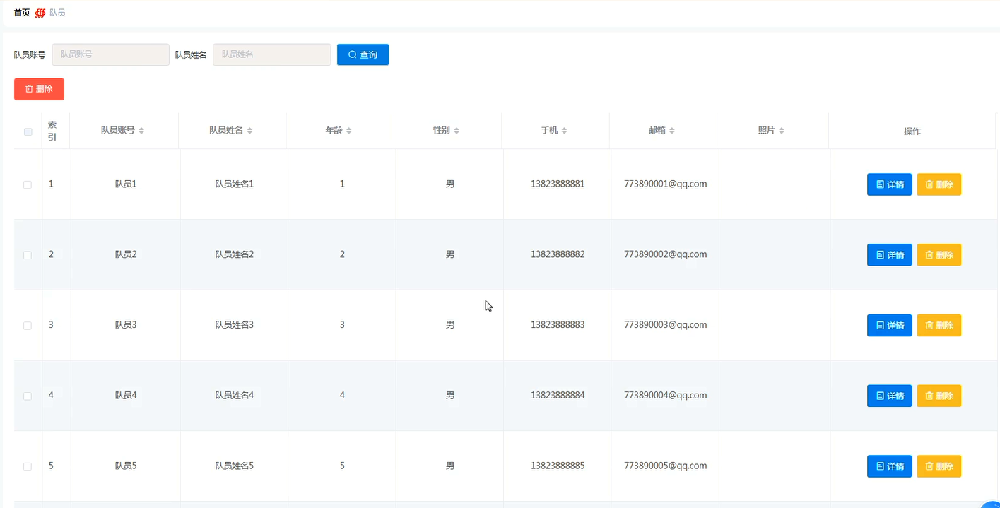 首页 队员
队员账号 队员账号 队员姓名 队员姓名 查询
删除
索引 队员账号 队员姓名 年龄 性别 手机 邮箱 照片 操作
1 队员1 队员姓名1 1 男 13823888881 773890001@qq.com 详情 删除
2 队员2 队员姓名2 2 男 13823888882 773890002@qq.com 详情 删除
3 队员3 队员姓名3 3 男 13823888883 773890003@qq.com 详情 删除
4 队员4 队员姓名4 4 男 13823888884 773890004@qq.com 详情 删除
5 队员5 队员姓名5 5 男 13823888885 773890005@qq.com 详情 删除